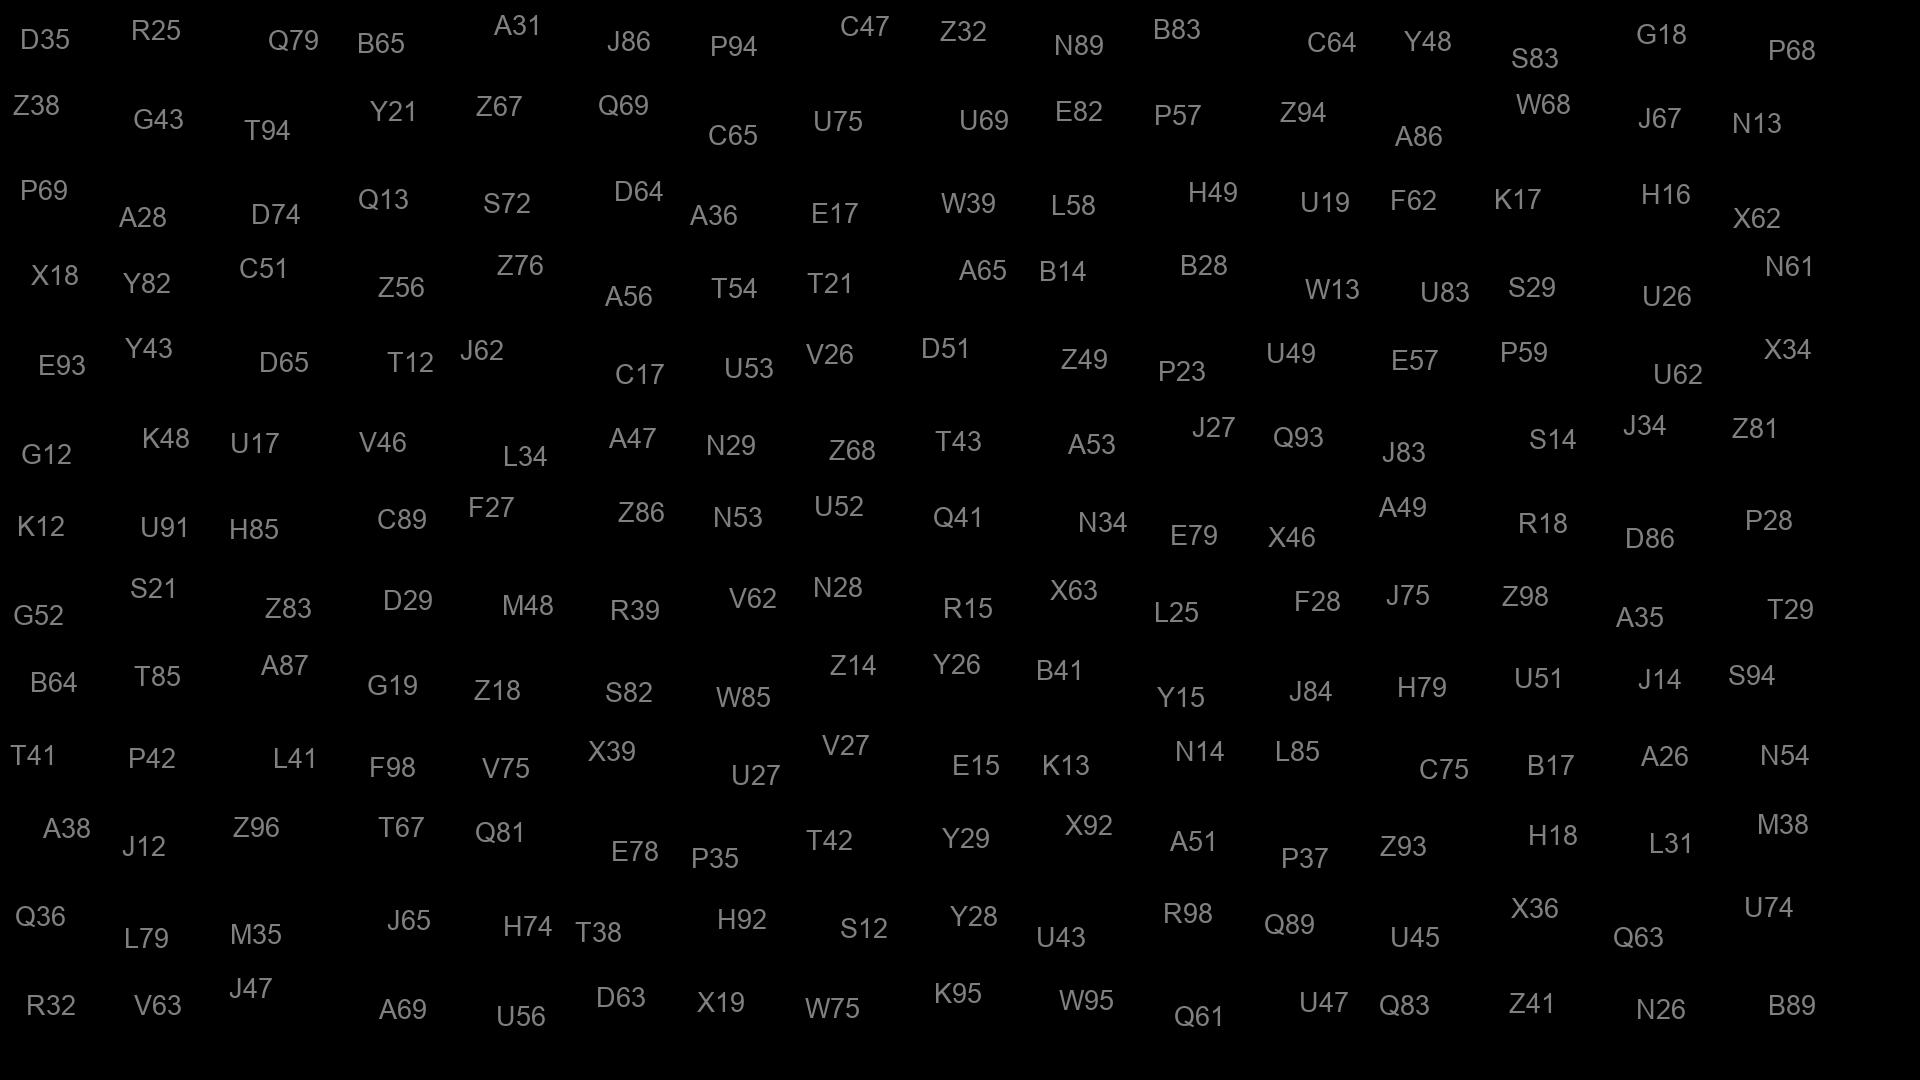 D35 R25 Q79 B65 A31 J86 P94 C47 Z32 N89 B83 C64 Y48 S83 G18 P68
Z38 G43 T94 Y21 Z67 Q69 C65 U75 U69 E82 P57 Z94 A86 W68 J67 N13
P69 A28 D74 Q13 S72 D64 A36 E17 W39 L58 H49 U19 F62 K17 H16 X62
X18 Y82 C51 Z56 Z76 A56 T54 T21 A65 B14 B28 W13 U83 S29 U26 N61
E93 Y43 D65 T12 J62 C17 U53 V26 D51 Z49 P23 U49 E57 P59 U62 X34
G12 K48 U17 V46 L34 A47 N29 Z68 T43 A53 J27 Q93 J83 S14 J34 Z81
K12 U91 H85 C89 F27 Z86 N53 U52 Q41 N34 E79 X46 A49 R18 D86 P28
G52 S21 Z83 D29 M48 R39 V62 N28 R15 X63 L25 F28 J75 Z98 A35 T29
B64 T85 A87 G19 Z18 S82 W85 Z14 Y26 B41 Y15 J84 H79 U51 J14 S94
T41 P42 L41 F98 V75 X39 U27 V27 E15 K13 N14 L85 C75 B17 A26 N54
A38 J12 Z96 T67 Q81 E78 P35 T42 Y29 X92 A51 P37 Z93 H18 L31 M38
Q36 L79 M35 J65 H74 T38 H92 S12 Y28 U43 R98 Q89 U45 X36 Q63 U74
R32 V63 J47 A69 U56 D63 X19 W75 K95 W95 Q61 U47 Q83 Z41 N26 B89